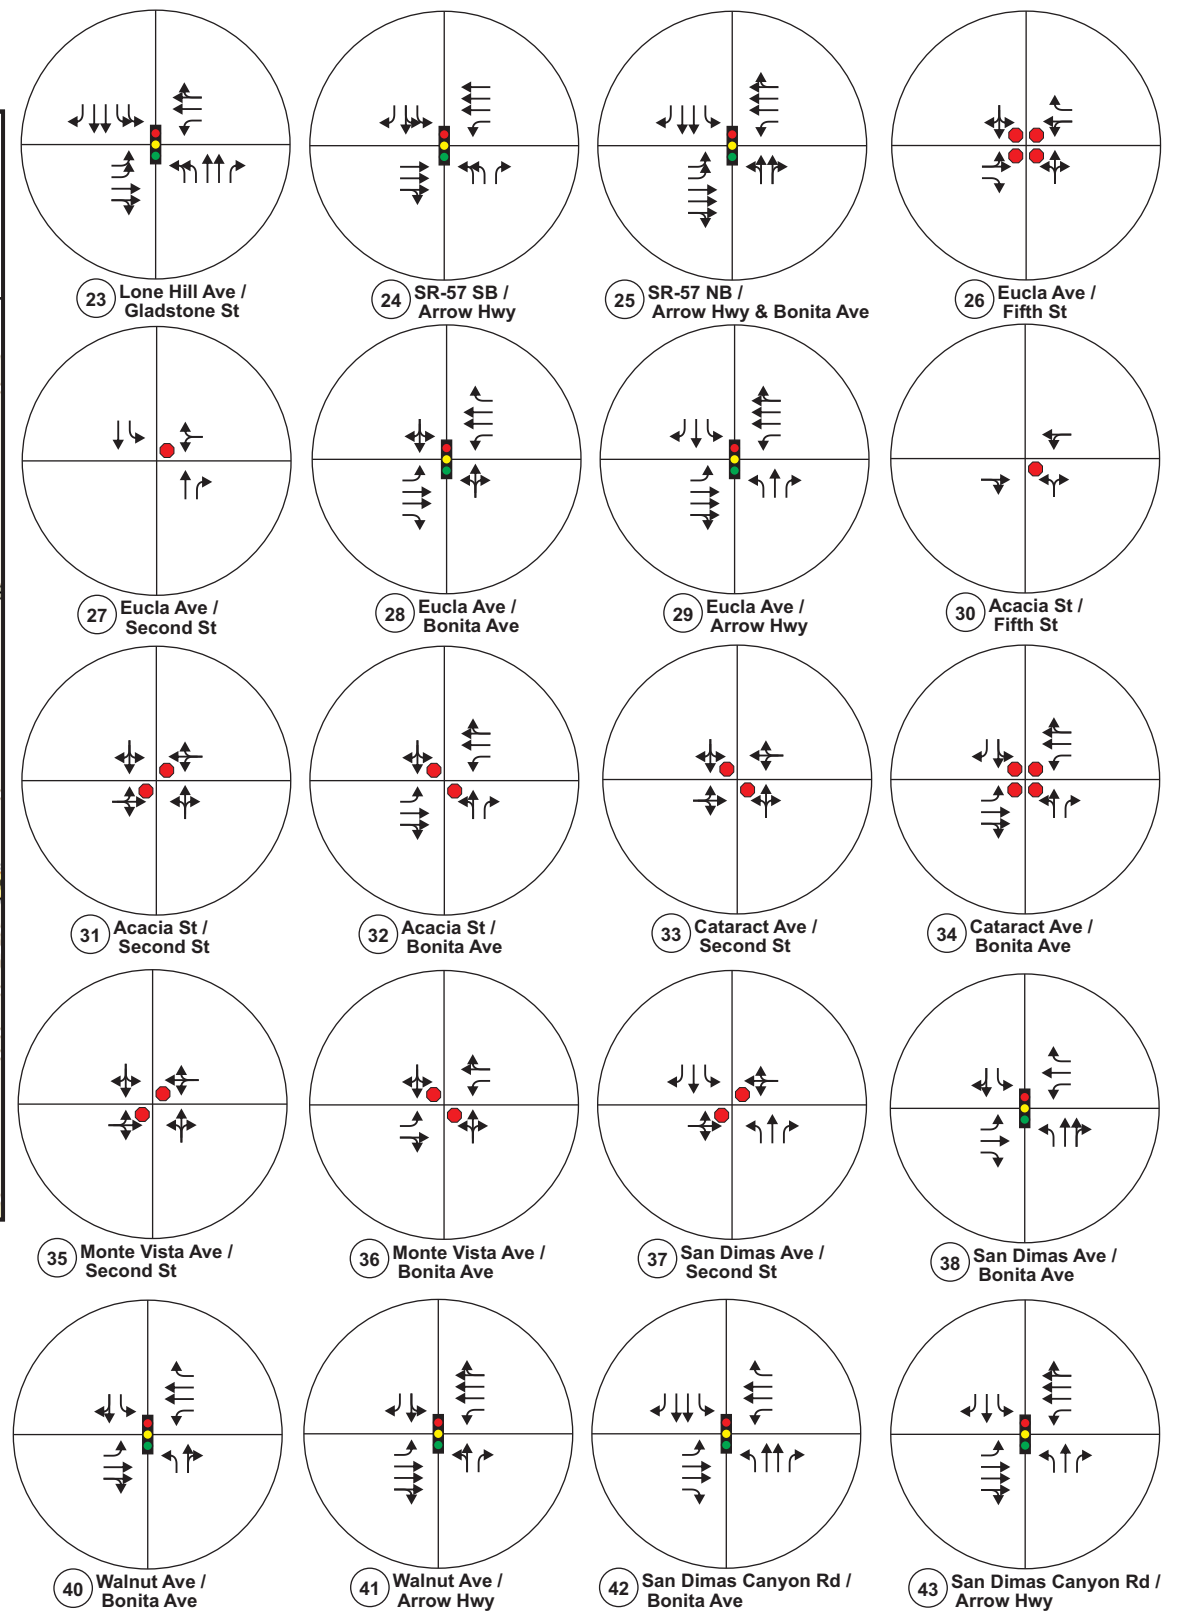 23 Lone Hill Ave /
Gladstone St
24 SR-57 SB /
Arrow Hwy
25 SR-57 NB /
Arrow Hwy & Bonita Ave
26 Eucla Ave /
Fifth St
27 Eucla Ave /
Second St
28 Eucla Ave /
Bonita Ave
29 Eucla Ave /
Arrow Hwy
30 Acacia St /
Fifth St
31 Acacia St /
Second St
32 Acacia St /
Bonita Ave
33 Cataract Ave /
Second St
34 Cataract Ave /
Bonita Ave
35 Monte Vista Ave /
Second St
36 Monte Vista Ave /
Bonita Ave
37 San Dimas Ave /
Second St
38 San Dimas Ave /
Bonita Ave
40 Walnut Ave /
Bonita Ave
41 Walnut Ave /
Arrow Hwy
42 San Dimas Canyon Rd /
Bonita Ave
43 San Dimas Canyon Rd /
Arrow Hwy